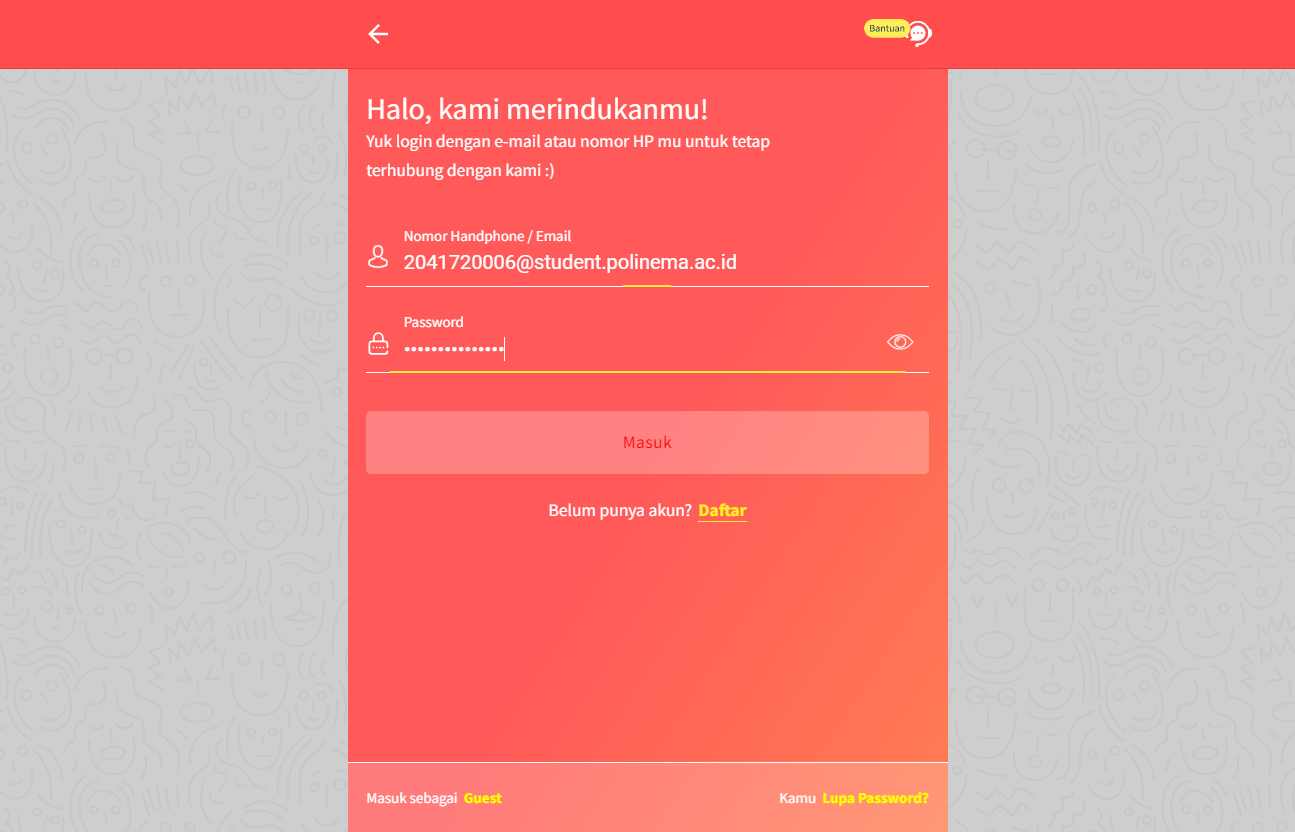 Bantuan
Halo, kami merindukanmu!
Yuk login dengan e-mail atau nomor HP mu untuk tetap
terhubung dengan kami :)
Nomor Handphone / Email
2041720006@student.polinema.ac.id
Password
•••••••••••••••
Masuk
Belum punya akun? Daftar
Masuk sebagai Guest
Kamu Lupa Password?